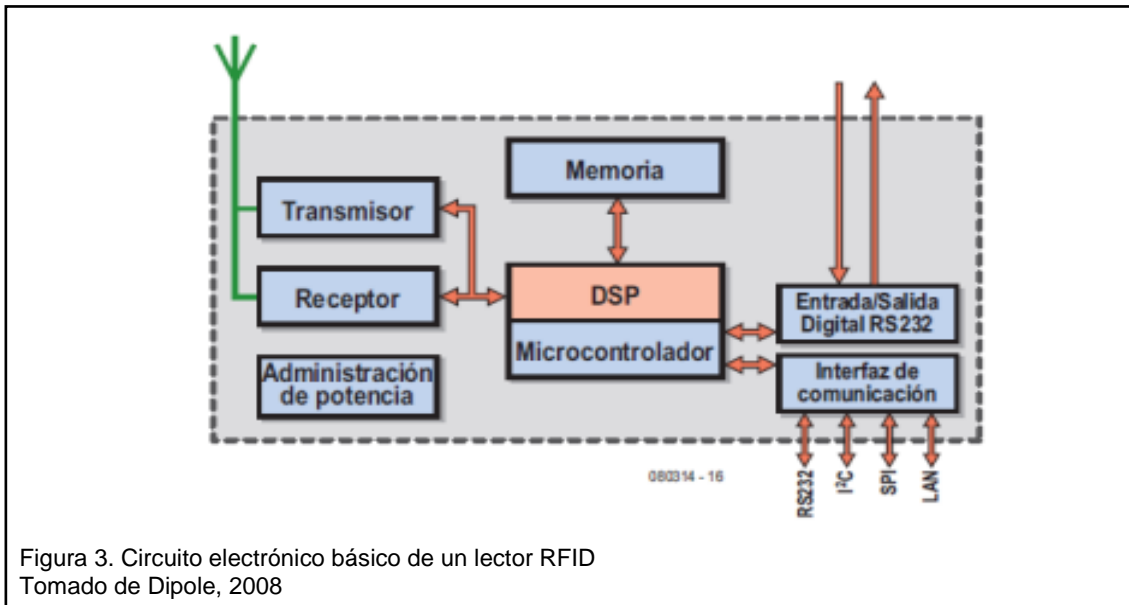 Memoria
Transmisor
Receptor
DSP
Microcontrolador
Administración
de potencia
Entrada/Salida
Digital RS232
Interfaz de
comunicación
080314 - 16
RS232
I²C
SPI
LAN
Figura 3. Circuito electrónico básico de un lector RFID
Tomado de Dipole, 2008